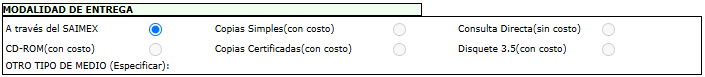 MODALIDAD DE ENTREGA
A través del SAIMEX Copias Simples(con costo) Consulta Directa(sin costo)
CD-ROM(con costo) Copias Certificadas(con costo) Disquete 3.5(con costo)
OTRO TIPO DE MEDIO (Especificar):